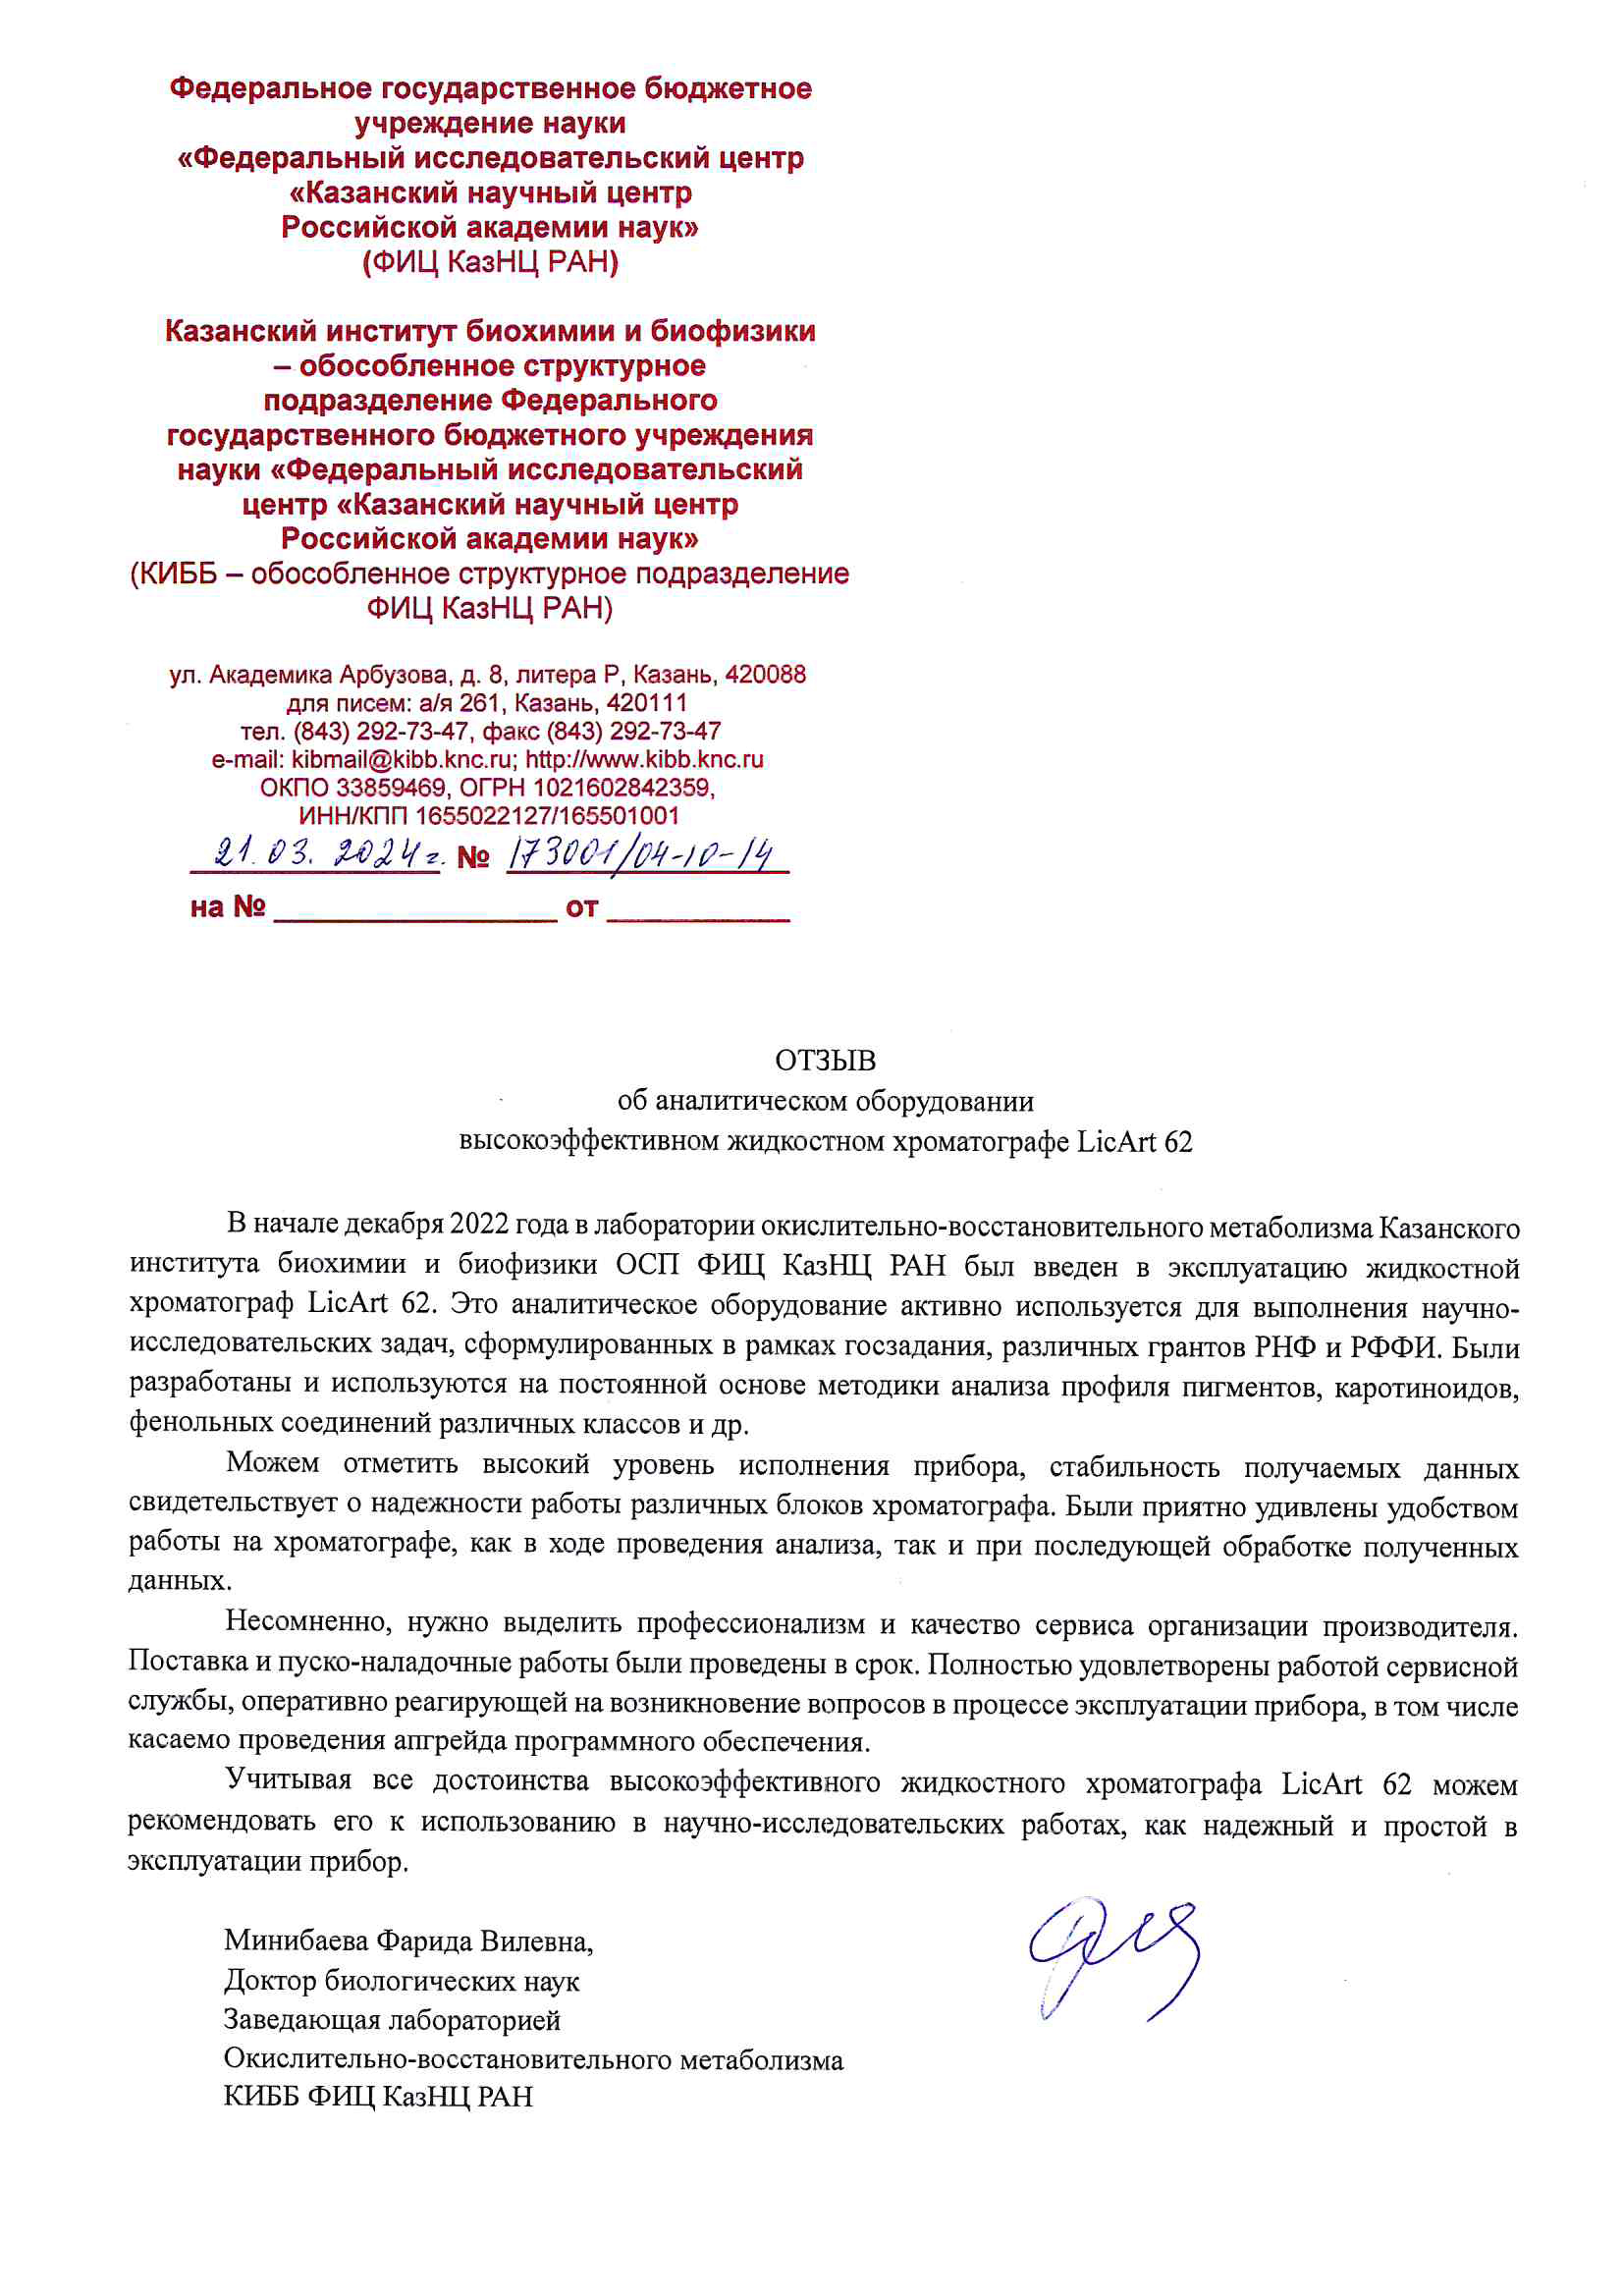 Федеральное государственное бюджетное
учреждение науки
«Федеральный исследовательский центр
«Казанский научный центр
Российской академии наук»
(ФИЦ КазНЦ РАН)
Казанский институт биохимии и биофизики
– обособленное структурное
подразделение Федерального
государственного бюджетного учреждения
науки «Федеральный исследовательский
центр «Казанский научный центр
Российской академии наук»
(КИББ – обособленное структурное подразделение
ФИЦ КазНЦ РАН)
ул. Академика Арбузова, д. 8, литера Р, Казань, 420088
для писем: а/я 261, Казань, 420111
тел. (843) 292-73-47, факс (843) 292-73-47
e-mail: kibmail@kibb.knc.ru; http://www.kibb.knc.ru
ОКПО 33859469, ОГРН 1021602842359,
ИНН/КПП 1655022127/165501001
21.03.2024г. № 173001/04-10-14
на № от
ОТЗЫВ
об аналитическом оборудовании
высокоэффективном жидкостном хроматографе LicArt 62
В начале декабря 2022 года в лаборатории окислительно-восстановительного метаболизма Казанского
института биохимии и биофизики ОСП ФИЦ КазНЦ РАН был введен в эксплуатацию жидкостной
хроматограф LicArt 62. Это аналитическое оборудование активно используется для выполнения научно-
исследовательских задач, сформулированных в рамках госзадания, различных грантов РНФ и РФФИ. Были
разработаны и используются на постоянной основе методики анализа профиля пигментов, каротиноидов,
фенольных соединений различных классов и др.
Можем отметить высокий уровень исполнения прибора, стабильность получаемых данных
свидетельствует о надежности работы различных блоков хроматографа. Были приятно удивлены удобством
работы на хроматографе, как в ходе проведения анализа, так и при последующей обработке полученных
данных.
Несомненно, нужно выделить профессионализм и качество сервиса организации производителя.
Поставка и пуско-наладочные работы были проведены в срок. Полностью удовлетворены работой сервисной
службы, оперативно реагирующей на возникновение вопросов в процессе эксплуатации прибора, в том числе
касаемо проведения апгрейда программного обеспечения.
Учитывая все достоинства высокоэффективного жидкостного хроматографа LicArt 62 можем
рекомендовать его к использованию в научно-исследовательских работах, как надежный и простой в
эксплуатации прибор.
Минибаева Фарида Вилевна,
Доктор биологических наук
Заведающая лабораторией
Окислительно-восстановительного метаболизма
КИББ ФИЦ КазНЦ РАН